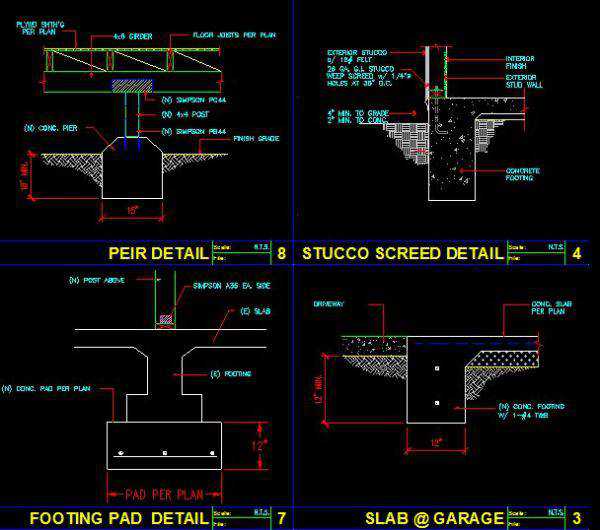 PLYWD SHTH'G
PER PLAN
4x6 GIRDER
FLOOR JOISTS PER PLAN
(N) SIMPSON PC44
(N) 4x4 POST
(N) CONC. PIER
(N) SIMPSON PB44
FINISH GRADE
18" MIN.
15"
PEIR DETAIL
Scale: N.T.S.
File:
8
EXTERIOR STUCCO
w/ 15# FELT
26 GA. G.I. STUCCO
WEEP SCREED w/ 1/4"ø
HOLES AT 36" O.C.
INTERIOR
FINISH
EXTERIOR
STUD WALL
4" MIN. TO GRADE
2" MIN. TO CONC.
CONCRETE
FOOTING
STUCCO SCREED DETAIL
Scale: N.T.S.
File:
4
(N) POST ABOVE
SIMPSON A35 EA. SIDE
(E) SLAB
(E) FOOTING
(N) CONC. PAD PER PLAN
12"
PAD PER PLAN
FOOTING PAD DETAIL
Scale: N.T.S.
File:
7
DRIVEWAY
CONC. SLAB
PER PLAN
12" MIN.
(N) CONC. FOOTING
W/ 1-#4 T&B
12"
SLAB @ GARAGE
Scale: N.T.S.
File:
3